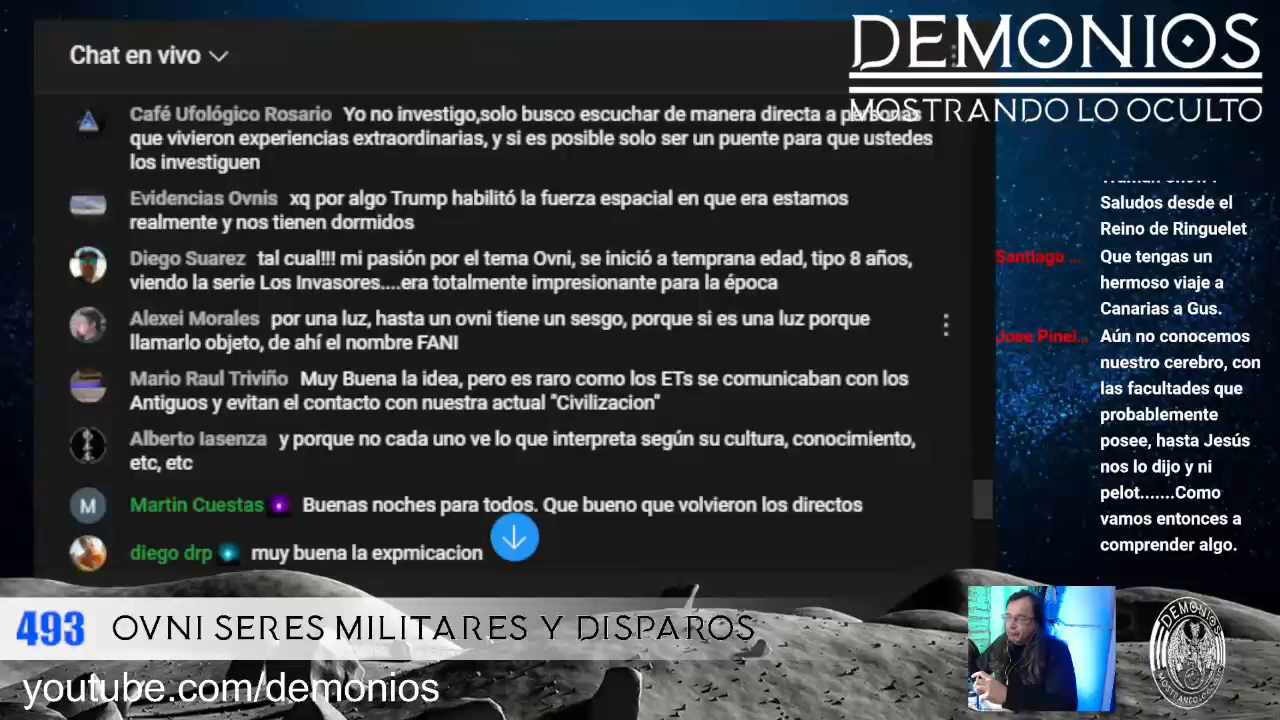 Chat en vivo
DEMONIOS
MOSTRANDO LO OCULTO
Café Ufológico Rosario Yo no investigo,solo busco escuchar de manera directa a personas
que vivieron experiencias extraordinarias, y si es posible solo ser un puente para que ustedes
los investiguen
Evidencias Ovnis xq por algo Trump habilitó la fuerza espacial en que era estamos
realmente y nos tienen dormidos
Diego Suarez tal cual!!! mi pasión por el tema Ovni, se inició a temprana edad, tipo 8 años,
viendo la serie Los Invasores....era totalmente impresionante para la época
Alexei Morales por una luz, hasta un ovni tiene un sesgo, porque si es una luz porque
llamarlo objeto, de ahí el nombre FANI
Mario Raul Triviño Muy Buena la idea, pero es raro como los ETs se comunicaban con los
Antiguos y evitan el contacto con nuestra actual "Civilizacion"
Alberto Iasenza y porque no cada uno ve lo que interpreta según su cultura, conocimiento,
etc, etc
M Martin Cuestas Buenas noches para todos. Que bueno que volvieron los directos
diego drp muy buena la expmicacion
Saludos desde el
Reino de Ringuelet
Santiago ... Que tengas un
hermoso viaje a
Canarias a Gus.
Jose Pinel... Aún no conocemos
nuestro cerebro, con
las facultades que
probablemente
posee, hasta Jesús
nos lo dijo y ni
pelot.......Como
vamos entonces a
comprender algo.
493 OVNI SERES MILITARES Y DISPAROS
youtube.com/demonios
DEMONIOS
MOSTRANDO LO OCULTO